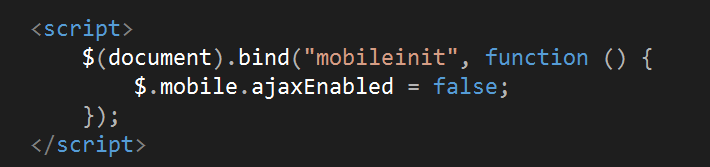 <script>
$(document).bind("mobileinit", function () {
$.mobile.ajaxEnabled = false;
});
</script>